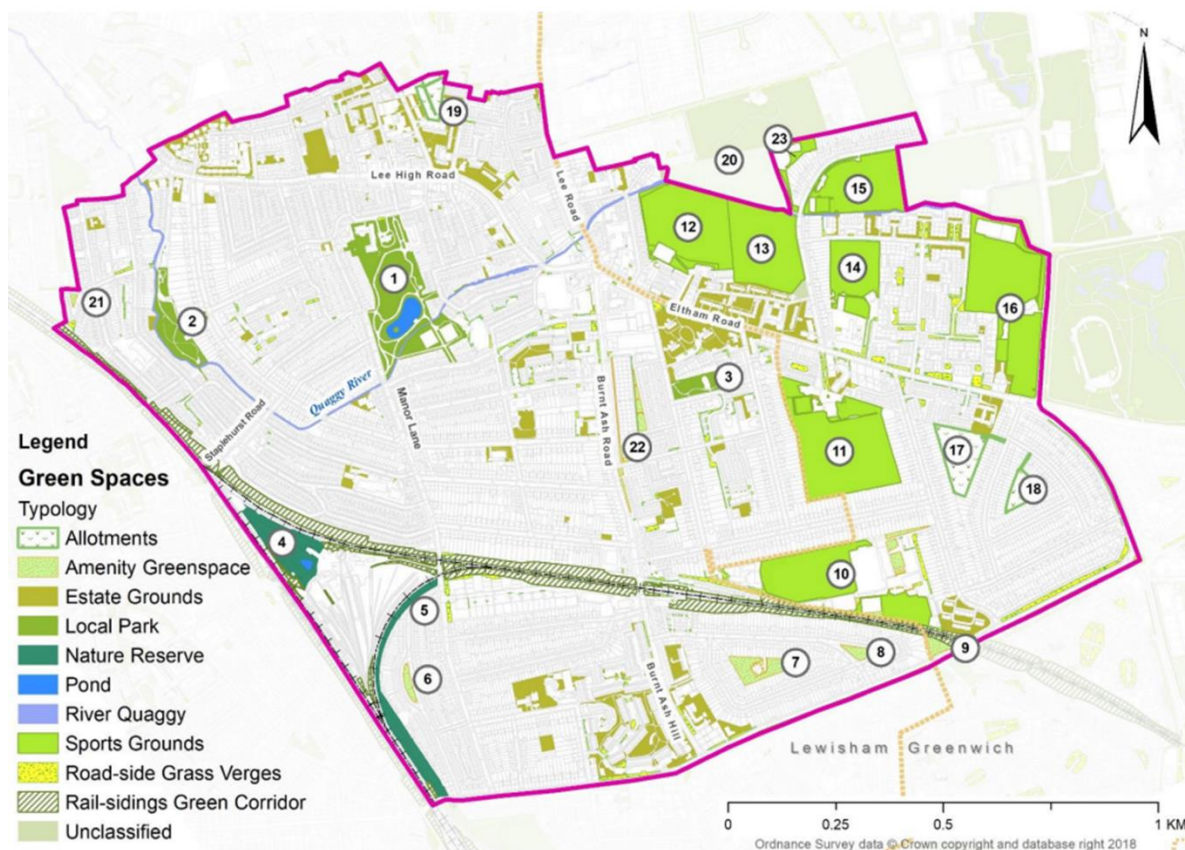 N
19
23
20
Lee High Road
Lee Road
15
12
13
1
14
21
2
16
Eltham Road
3
Quaggy River
Manor Lane
Staplehurst Road
Burnt Ash Road
22
11
17
18
Legend
Green Spaces
Typology
Allotments
Amenity Greenspace
Estate Grounds
Local Park
Nature Reserve
Pond
River Quaggy
Sports Grounds
Road-side Grass Verges
Rail-sidings Green Corridor
Unclassified
4
10
5
6
7
8
9
Burnt Ash Hill
Lewisham Greenwich
0 0.25 0.5 1 KM
Ordnance Survey data © Crown copyright and database right 2018